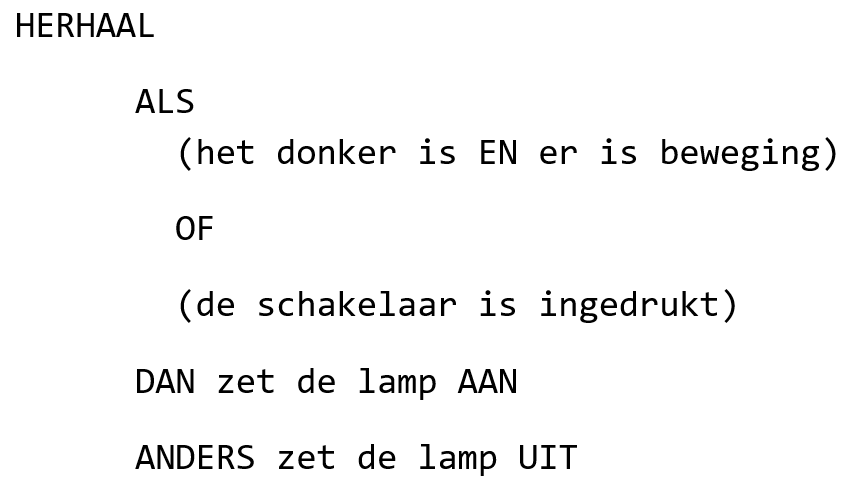 HERHAAL
ALS
(het donker is EN er is beweging)
OF
(de schakelaar is ingedrukt)
DAN zet de lamp AAN
ANDERS zet de lamp UIT